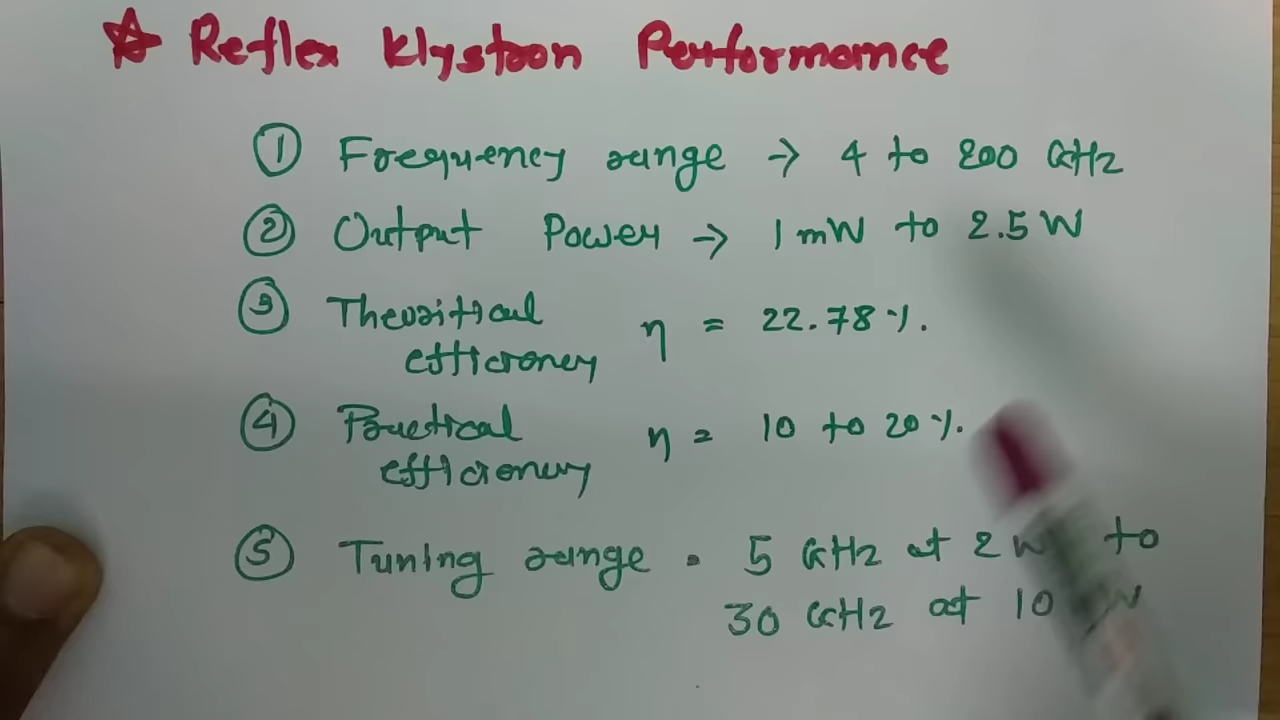 ☆ Reflex Klystron Performance
① Frequency range → 4 to 200 GHz
② Output Power → 1 mW to 2.5 W
③ Theoritical efficiency η = 22.78 %.
④ Practical efficiency η = 10 to 20 %.
⑤ Tuning range = 5 GHz at 2 W to
30 GHz at 10